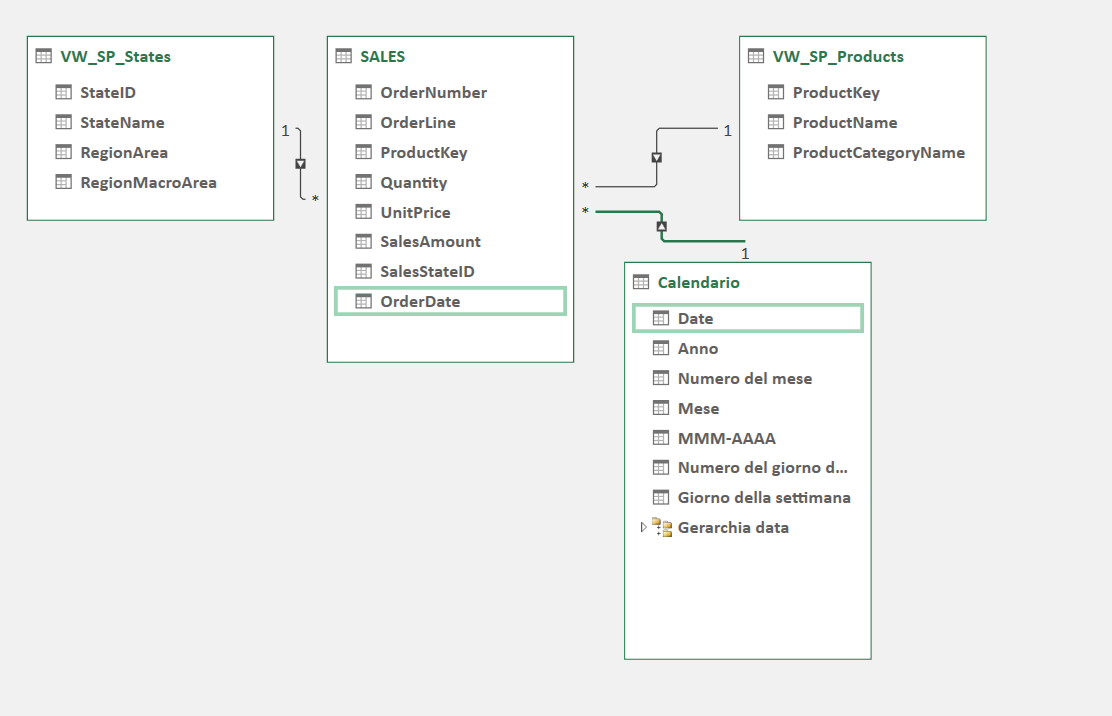 VW_SP_States
StateID
StateName
RegionArea
RegionMacroArea
1
*
SALES
OrderNumber
OrderLine
ProductKey
Quantity
UnitPrice
SalesAmount
SalesStateID
OrderDate
*
1
*
1
VW_SP_Products
ProductKey
ProductName
ProductCategoryName
Calendario
Date
Anno
Numero del mese
Mese
MMM-AAAA
Numero del giorno d...
Giorno della settimana
Gerarchia data